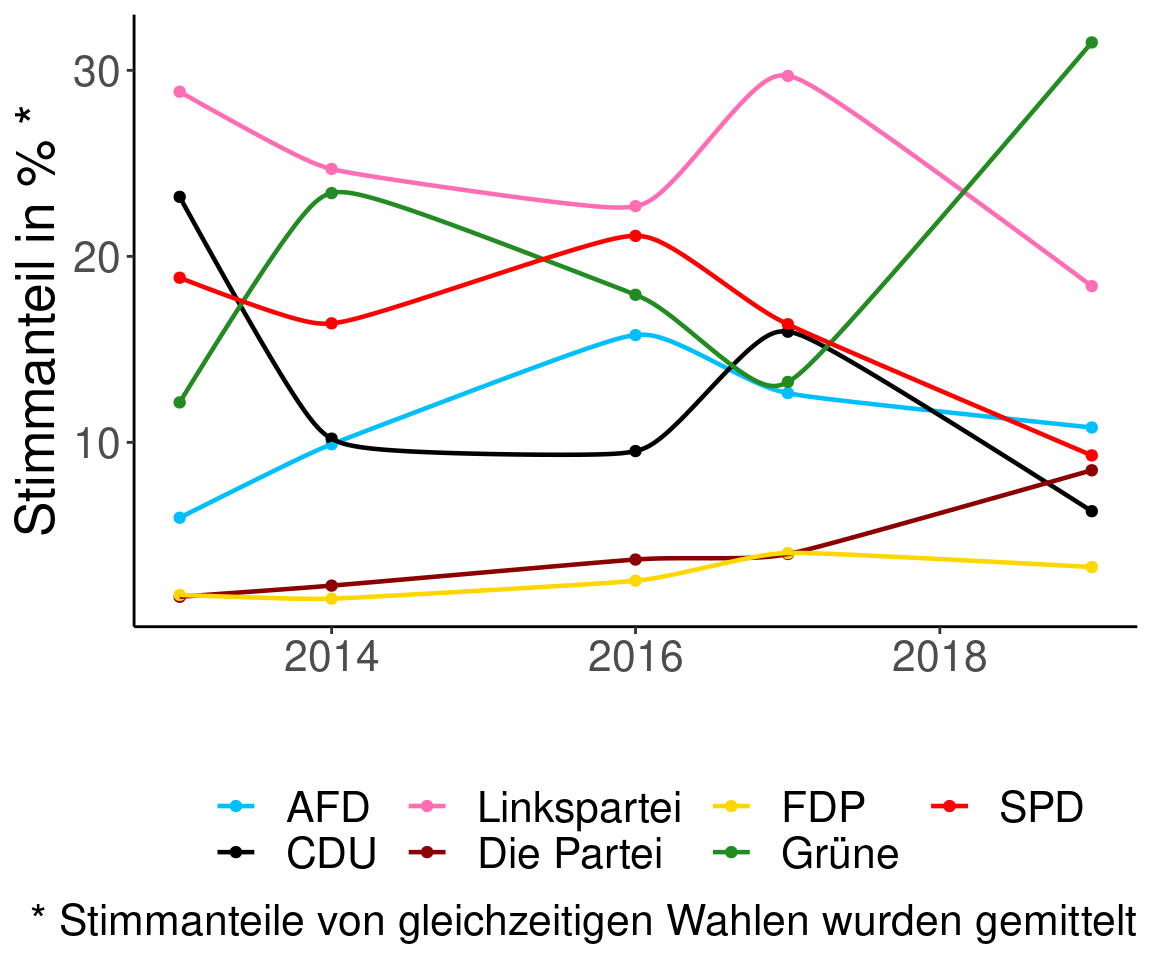 Stimmanteil in % *
30
20
10
2014 2016 2018
AFD Linkspartei FDP SPD
CDU Die Partei Grüne
* Stimmanteile von gleichzeitigen Wahlen wurden gemittelt